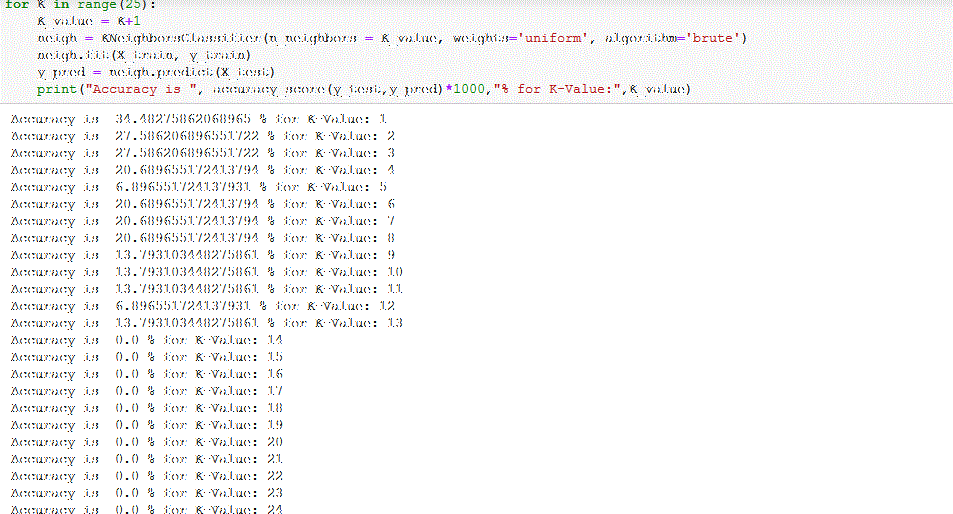 for K in range(25):
K_value = K+1
neigh = KNeighborsClassifier(n_neighbors = K_value, weights='uniform', algorithm='brute')
neigh.fit(X_train, y_train)
y_pred = neigh.predict(X_test)
print("Accuracy is ", accuracy_score(y_test,y_pred)*1000,"% for K-Value:",K_value)
Accuracy is  34.48275862068965 % for K-Value: 1
Accuracy is  27.586206896551722 % for K-Value: 2
Accuracy is  27.586206896551722 % for K-Value: 3
Accuracy is  20.689655172413794 % for K-Value: 4
Accuracy is  6.896551724137931 % for K-Value: 5
Accuracy is  20.689655172413794 % for K-Value: 6
Accuracy is  20.689655172413794 % for K-Value: 7
Accuracy is  20.689655172413794 % for K-Value: 8
Accuracy is  13.793103448275861 % for K-Value: 9
Accuracy is  13.793103448275861 % for K-Value: 10
Accuracy is  13.793103448275861 % for K-Value: 11
Accuracy is  6.896551724137931 % for K-Value: 12
Accuracy is  13.793103448275861 % for K-Value: 13
Accuracy is  0.0 % for K-Value: 14
Accuracy is  0.0 % for K-Value: 15
Accuracy is  0.0 % for K-Value: 16
Accuracy is  0.0 % for K-Value: 17
Accuracy is  0.0 % for K-Value: 18
Accuracy is  0.0 % for K-Value: 19
Accuracy is  0.0 % for K-Value: 20
Accuracy is  0.0 % for K-Value: 21
Accuracy is  0.0 % for K-Value: 22
Accuracy is  0.0 % for K-Value: 23
Accuracy is  0.0 % for K-Value: 24